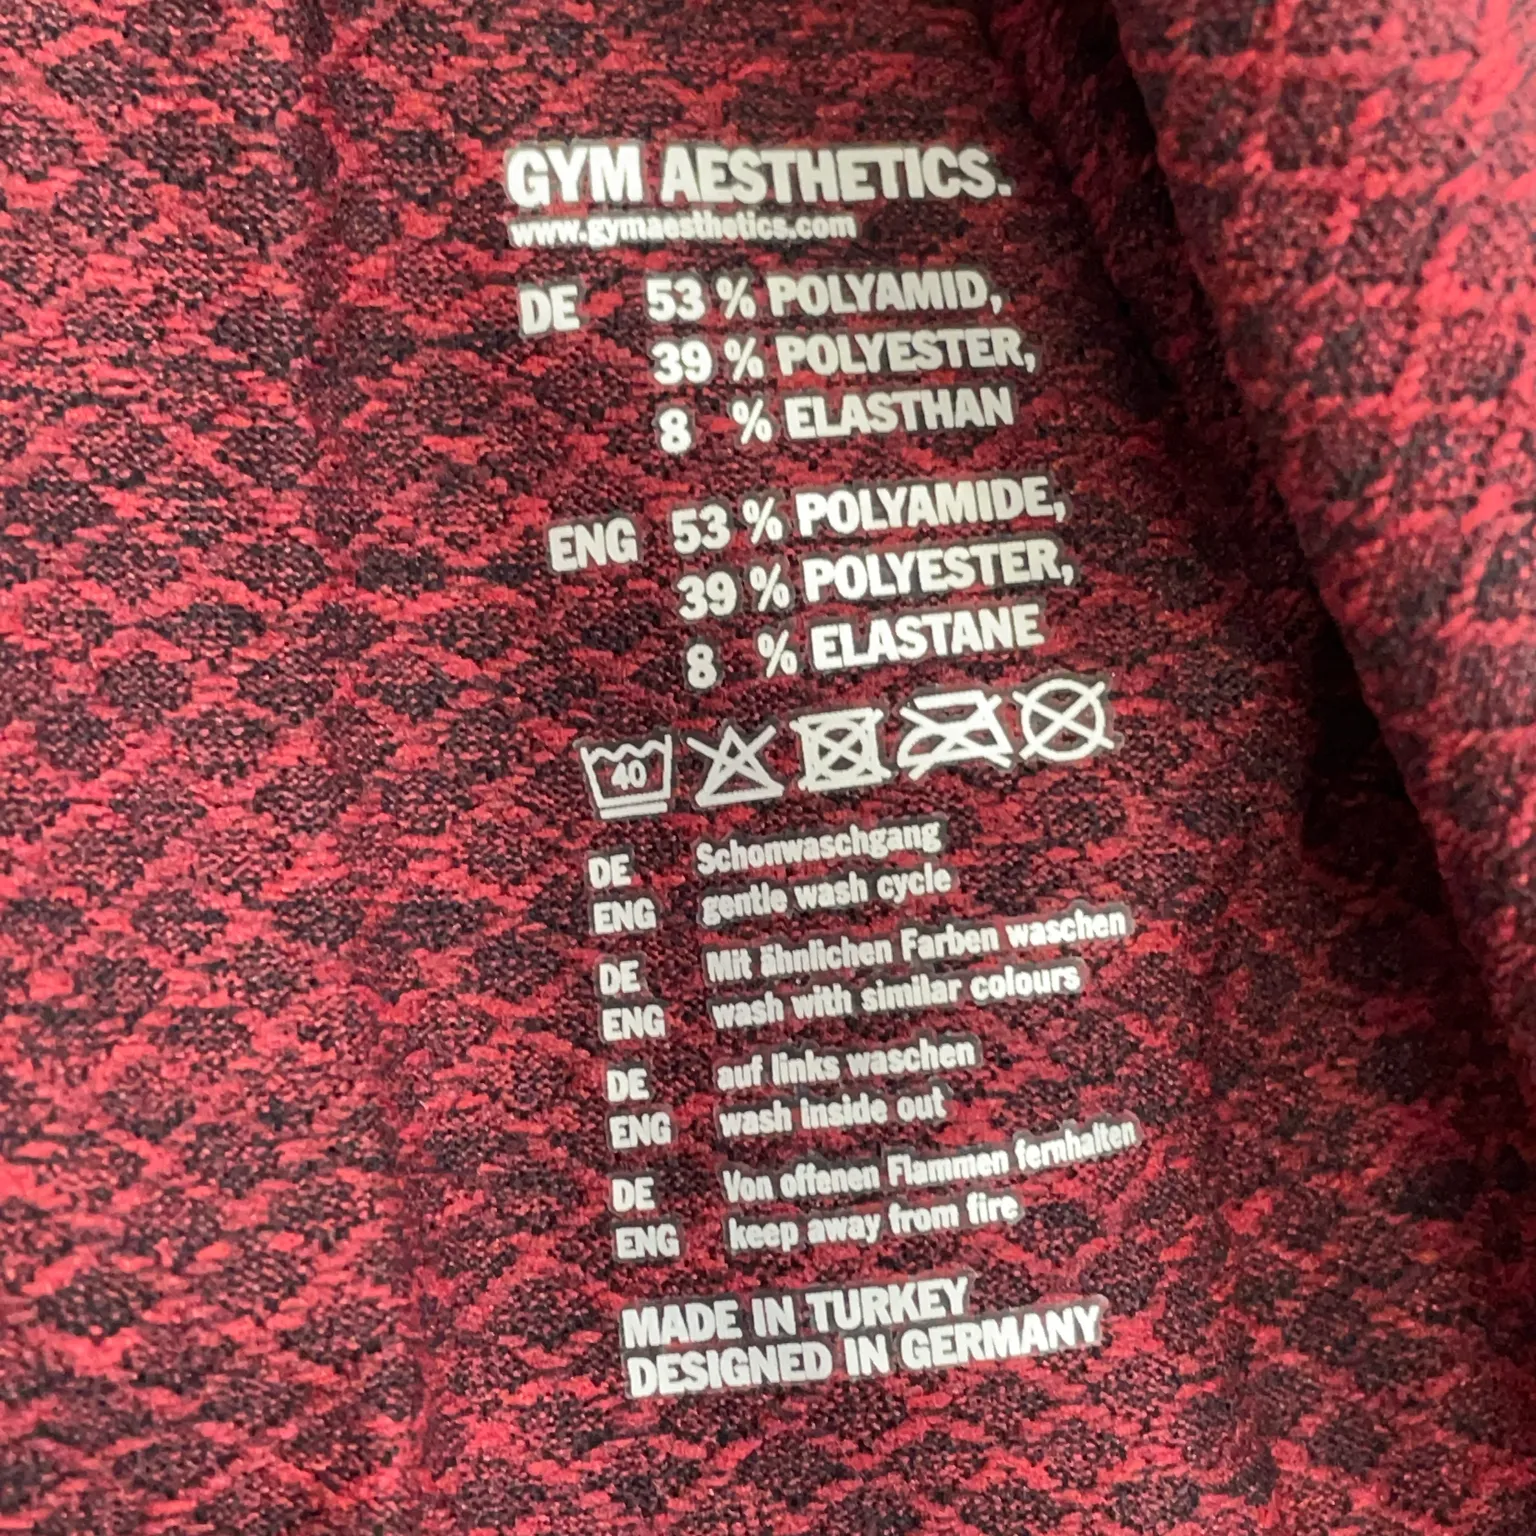 GYM AESTHETICS.
www.gymaesthetics.com
DE 53 % POLYAMID,
39 % POLYESTER,
8 % ELASTHAN
ENG 53 % POLYAMIDE,
39 % POLYESTER,
8 % ELASTANE
40
DE Schonwaschgang
ENG gentle wash cycle
DE Mit ähnlichen Farben waschen
ENG wash with similar colours
DE auf links waschen
ENG wash inside out
DE Von offenen Flammen fernhalten
ENG keep away from fire
MADE IN TURKEY
DESIGNED IN GERMANY